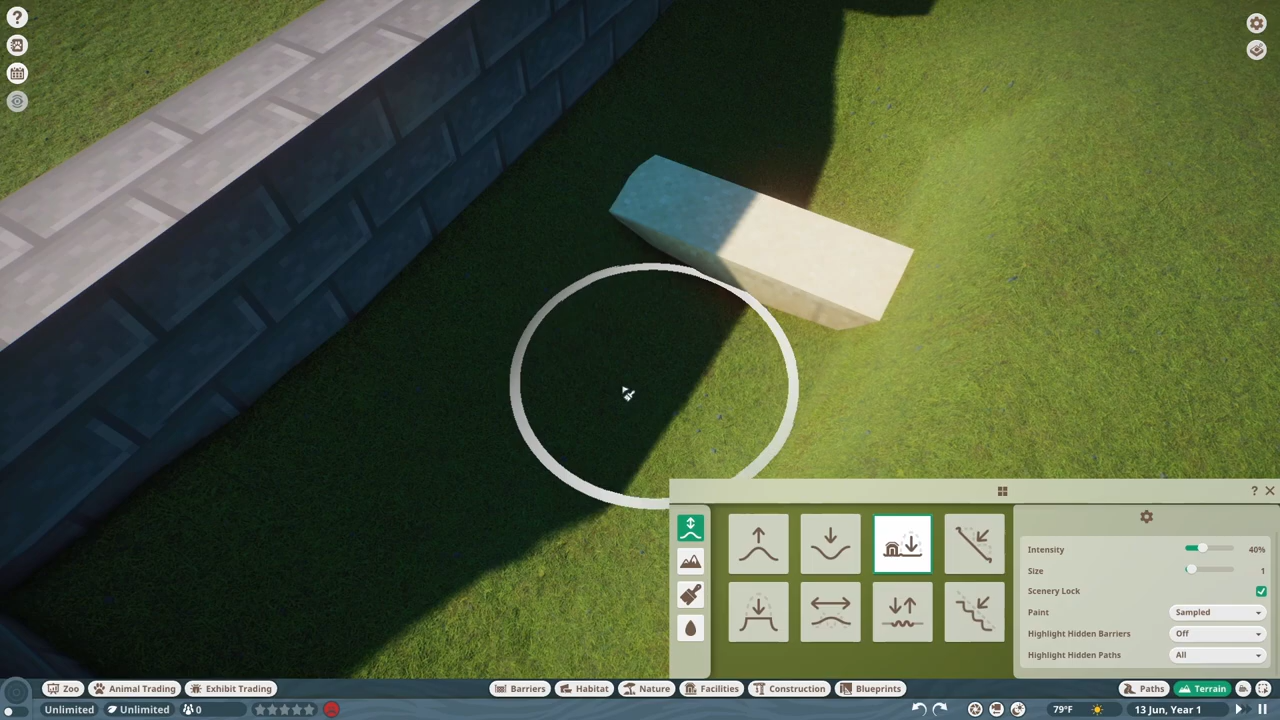 ?
? ×
Intensity 40%
Size 1
Scenery Lock
Paint Sampled
Highlight Hidden Barriers Off
Highlight Hidden Paths All
Zoo Animal Trading Exhibit Trading Barriers Habitat Nature Facilities Construction Blueprints Paths Terrain
Unlimited Unlimited 0 79°F 13 Jun, Year 1